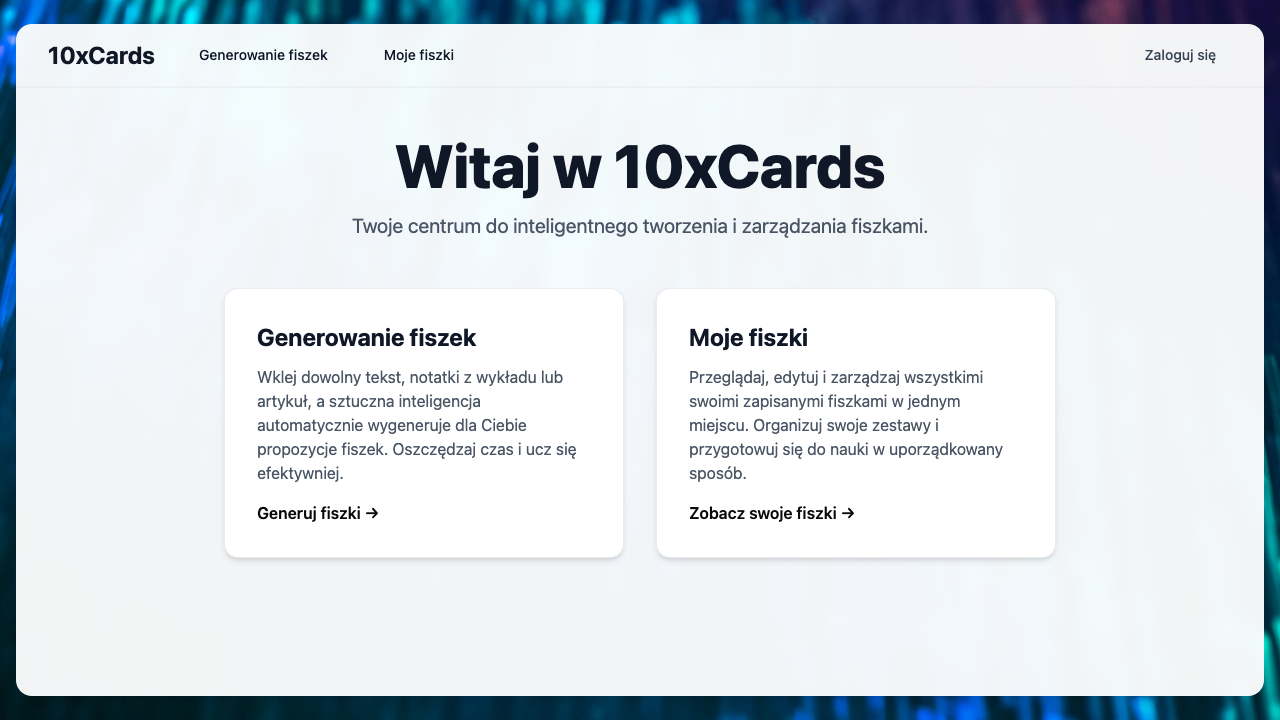 10xCards
Generowanie fiszek
Moje fiszki
Zaloguj się
Witaj w 10xCards
Twoje centrum do inteligentnego tworzenia i zarządzania fiszkami.
Generowanie fiszek
Wklej dowolny tekst, notatki z wykładu lub
artykuł, a sztuczna inteligencja
automatycznie wygeneruje dla Ciebie
propozycje fiszek. Oszczędzaj czas i ucz się
efektywniej.
Generuj fiszki →
Moje fiszki
Przeglądaj, edytuj i zarządzaj wszystkimi
swoimi zapisanymi fiszkami w jednym
miejscu. Organizuj swoje zestawy i
przygotowuj się do nauki w uporządkowany
sposób.
Zobacz swoje fiszki →